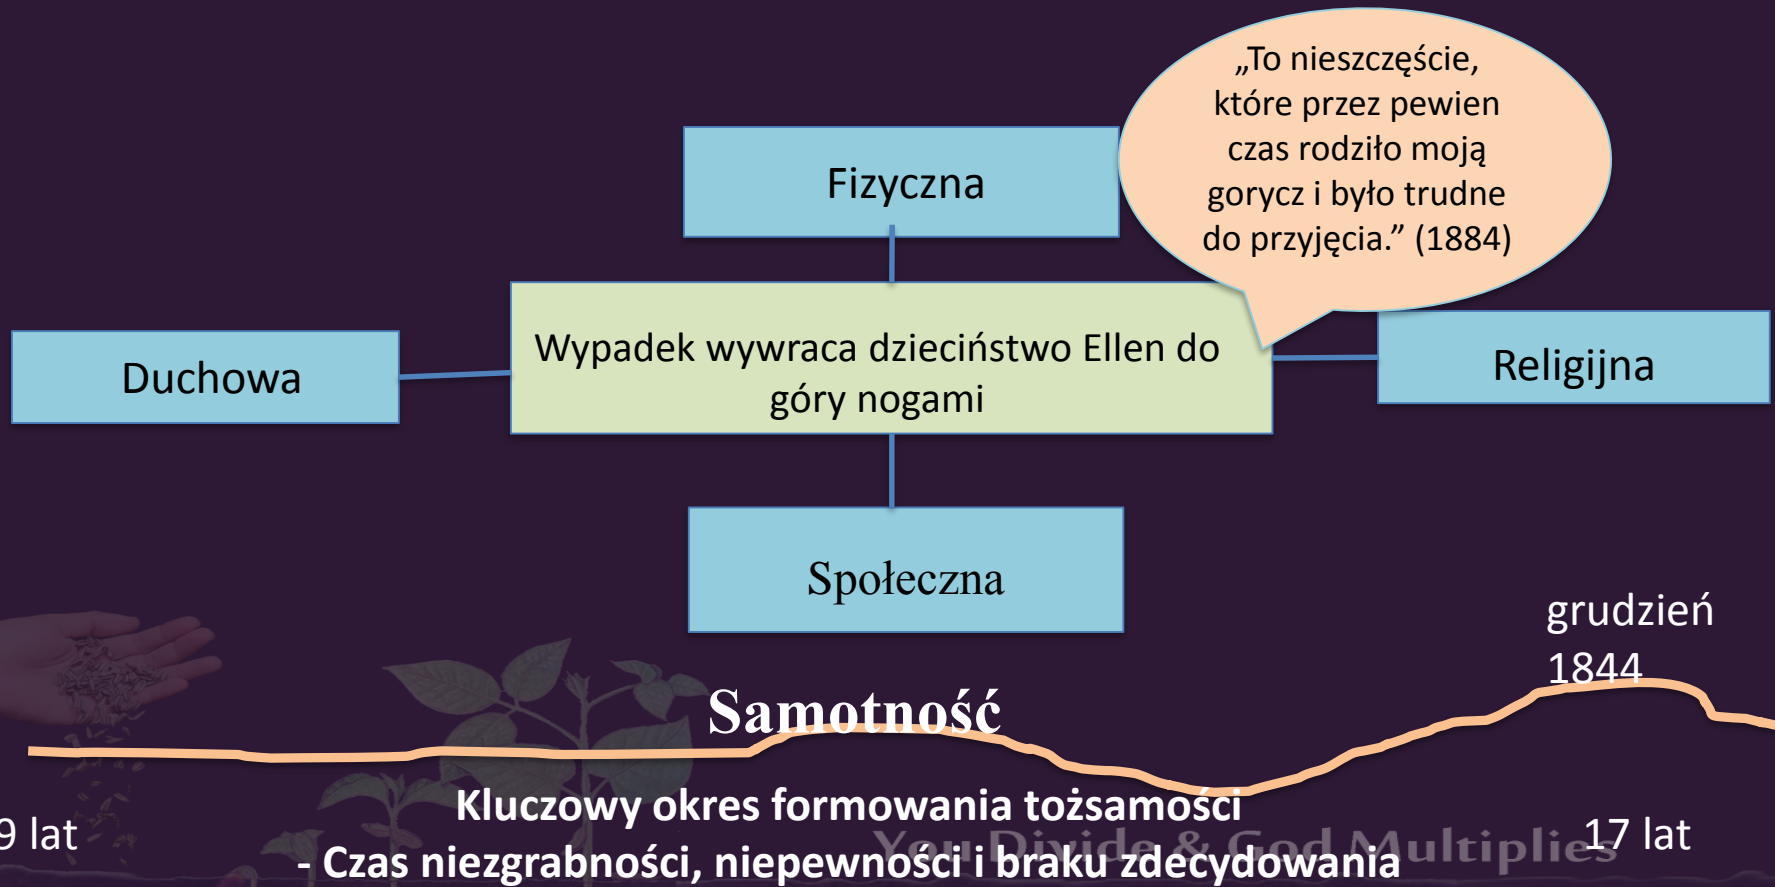 „To nieszczęście,
które przez pewien
czas rodziło moją
gorycz i było trudne
do przyjęcia.” (1884)
Fizyczna
Duchowa
Wypadek wywraca dzieciństwo Ellen do
góry nogami
Religijna
Społeczna
grudzień
1844
Samotność
Kluczowy okres formowania tożsamości
9 lat
- Czas niezgrabności, niepewności i braku zdecydowania
You Divide & God Multiplies
17 lat